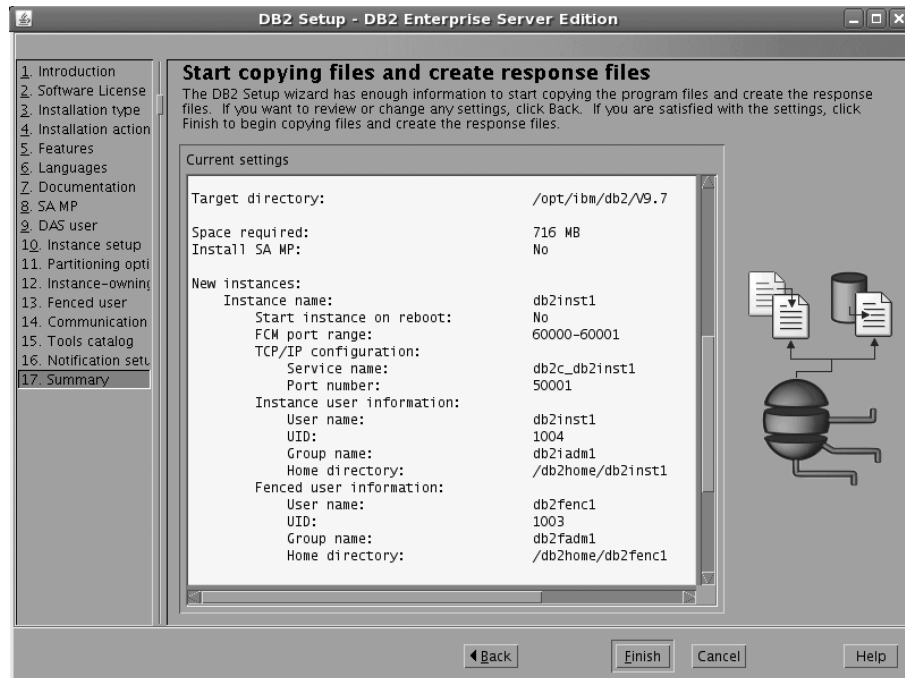 DB2 Setup - DB2 Enterprise Server Edition
1. Introduction
2. Software License
3. Installation type
4. Installation action
5. Features
6. Languages
7. Documentation
8. SA MP
9. DAS user
10. Instance setup
11. Partitioning opti
12. Instance-owning
13. Fenced user
14. Communication
15. Tools catalog
16. Notification setu
17. Summary
Start copying files and create response files
The DB2 Setup wizard has enough information to start copying the program files and create the response
files. If you want to review or change any settings, click Back. If you are satisfied with the settings, click
Finish to begin copying files and create the response files.
Current settings
Target directory: /opt/ibm/db2/V9.7
Space required: 716 MB
Install SA MP: No
New instances:
Instance name: db2inst1
Start instance on reboot: No
FCM port range: 60000-60001
TCP/IP configuration:
Service name: db2c_db2inst1
Port number: 50001
Instance user information:
User name: db2inst1
UID: 1004
Group name: db2iadm1
Home directory: /db2home/db2inst1
Fenced user information:
User name: db2fenc1
UID: 1003
Group name: db2fadm1
Home directory: /db2home/db2fenc1
Back
Finish
Cancel
Help